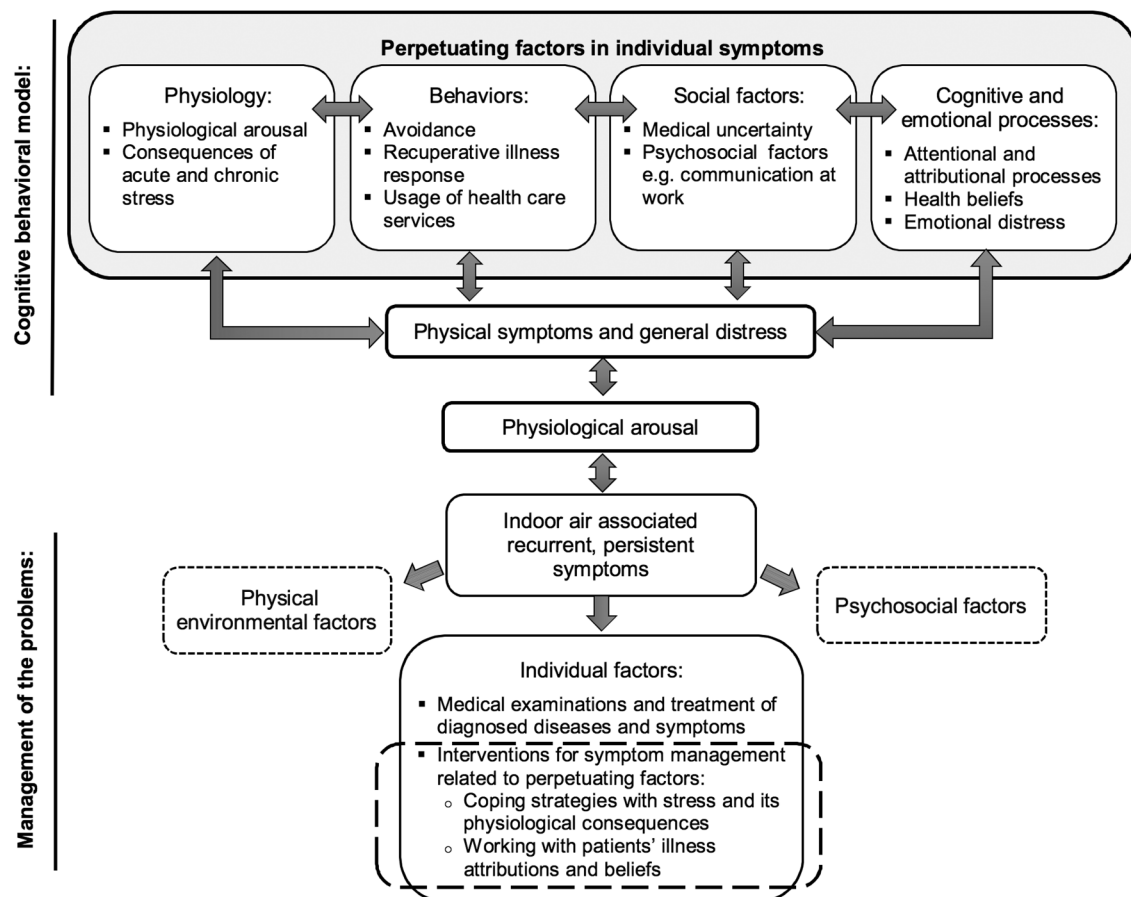 Cognitive behavioral model:
Perpetuating factors in individual symptoms
Physiology:
▪ Physiological arousal
▪ Consequences of
acute and chronic
stress
Behaviors:
▪ Avoidance
▪ Recuperative illness
response
▪ Usage of health care
services
Social factors:
▪ Medical uncertainty
▪ Psychosocial factors
e.g. communication at
work
Cognitive and
emotional processes:
▪ Attentional and
attributional processes
▪ Health beliefs
▪ Emotional distress
Physical symptoms and general distress
Physiological arousal
Management of the problems:
Indoor air associated
recurrent, persistent
symptoms
Physical
environmental factors
Psychosocial factors
Individual factors:
▪ Medical examinations and treatment of
diagnosed diseases and symptoms
▪ Interventions for symptom management
related to perpetuating factors:
○ Coping strategies with stress and its
physiological consequences
○ Working with patients' illness
attributions and beliefs